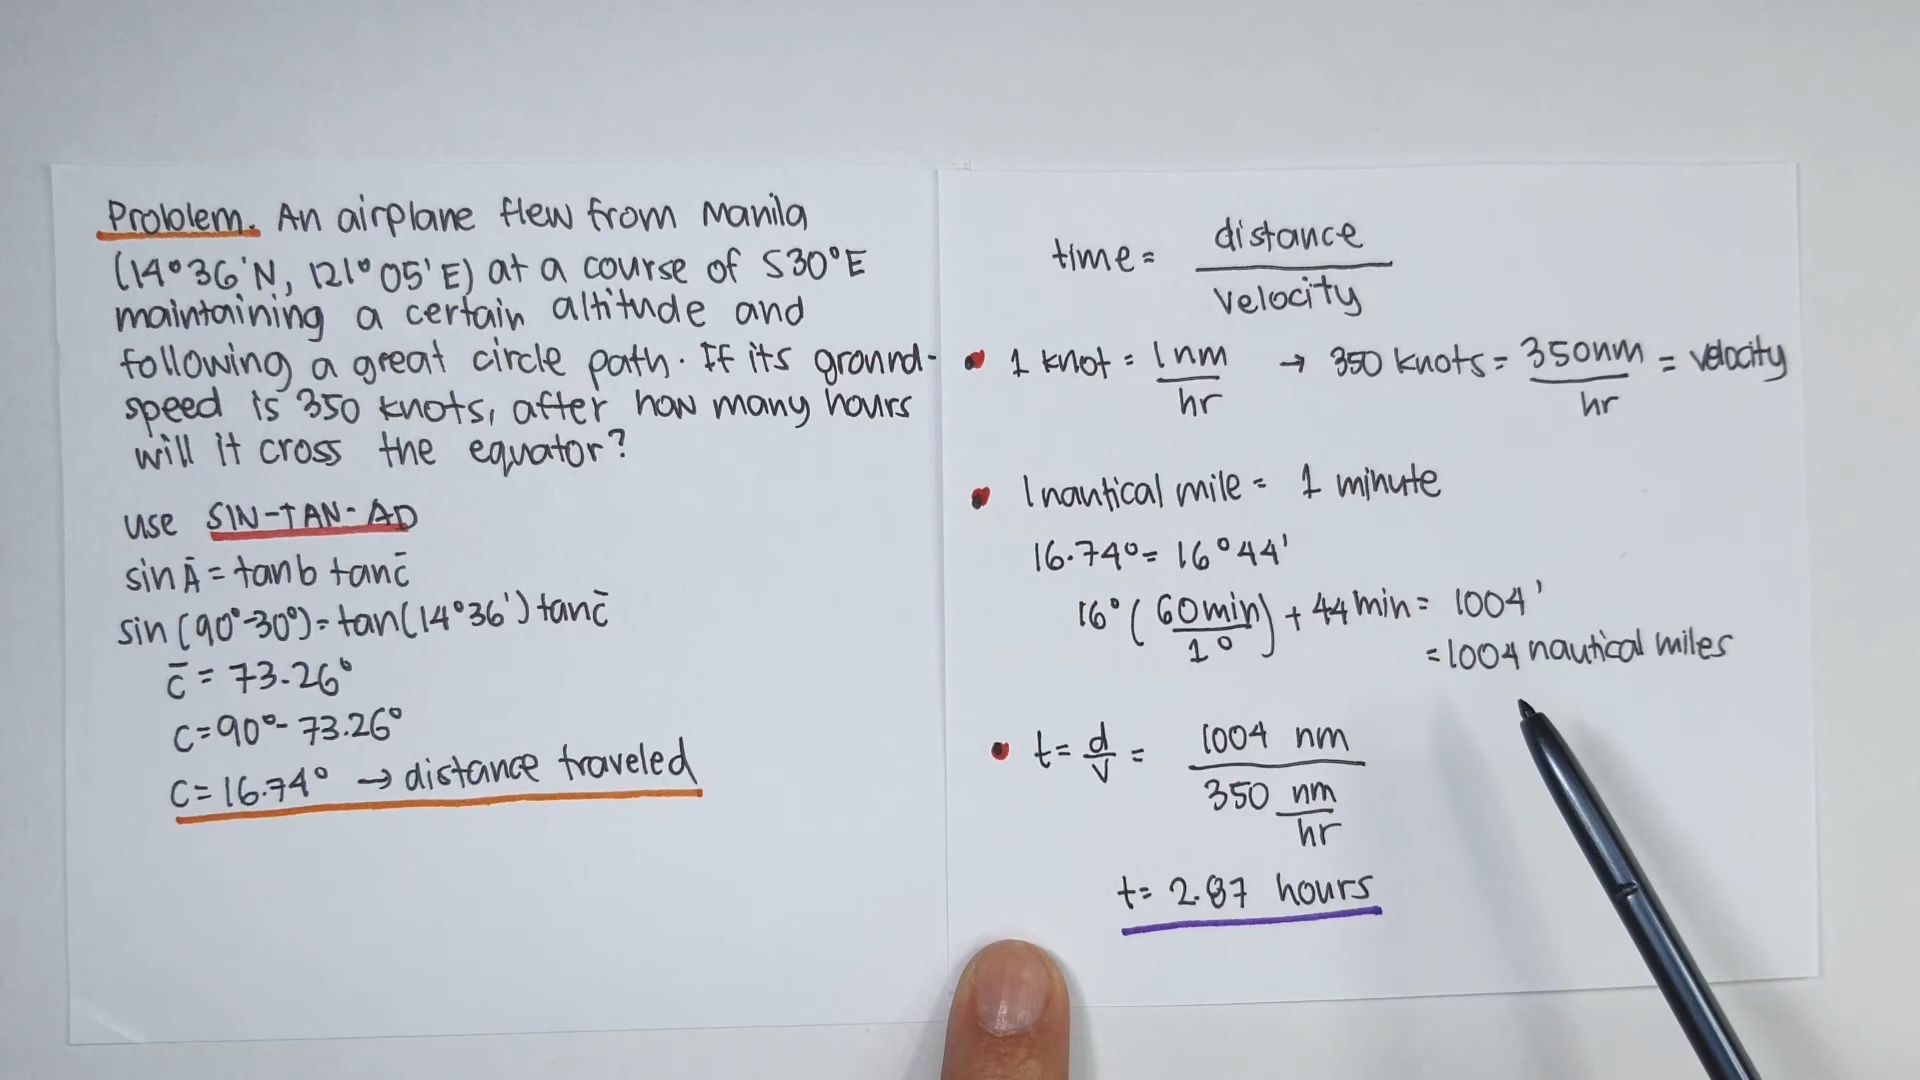 Problem. An airplane flew from Manila
(14°36'N, 121°05'E) at a course of S30°E
maintaining a certain altitude and
following a great circle path. If its ground-
speed is 350 knots, after how many hours
will it cross the equator?
use SIN-TAN-AD
sin A̅ = tan b tan c̅
sin(90°-30°) = tan(14°36') tan c̅
c̅ = 73.26°
c = 90° - 73.26°
c = 16.74° → distance traveled
time = distance / velocity
• 1 knot = 1 nm / hr → 350 knots = 350 nm / hr = velocity
• 1 nautical mile = 1 minute
16.74° = 16°44'
16° (60 min / 1°) + 44 min = 1004'
= 1004 nautical miles
• t = d / v = 1004 nm / 350 nm / hr
t = 2.87 hours